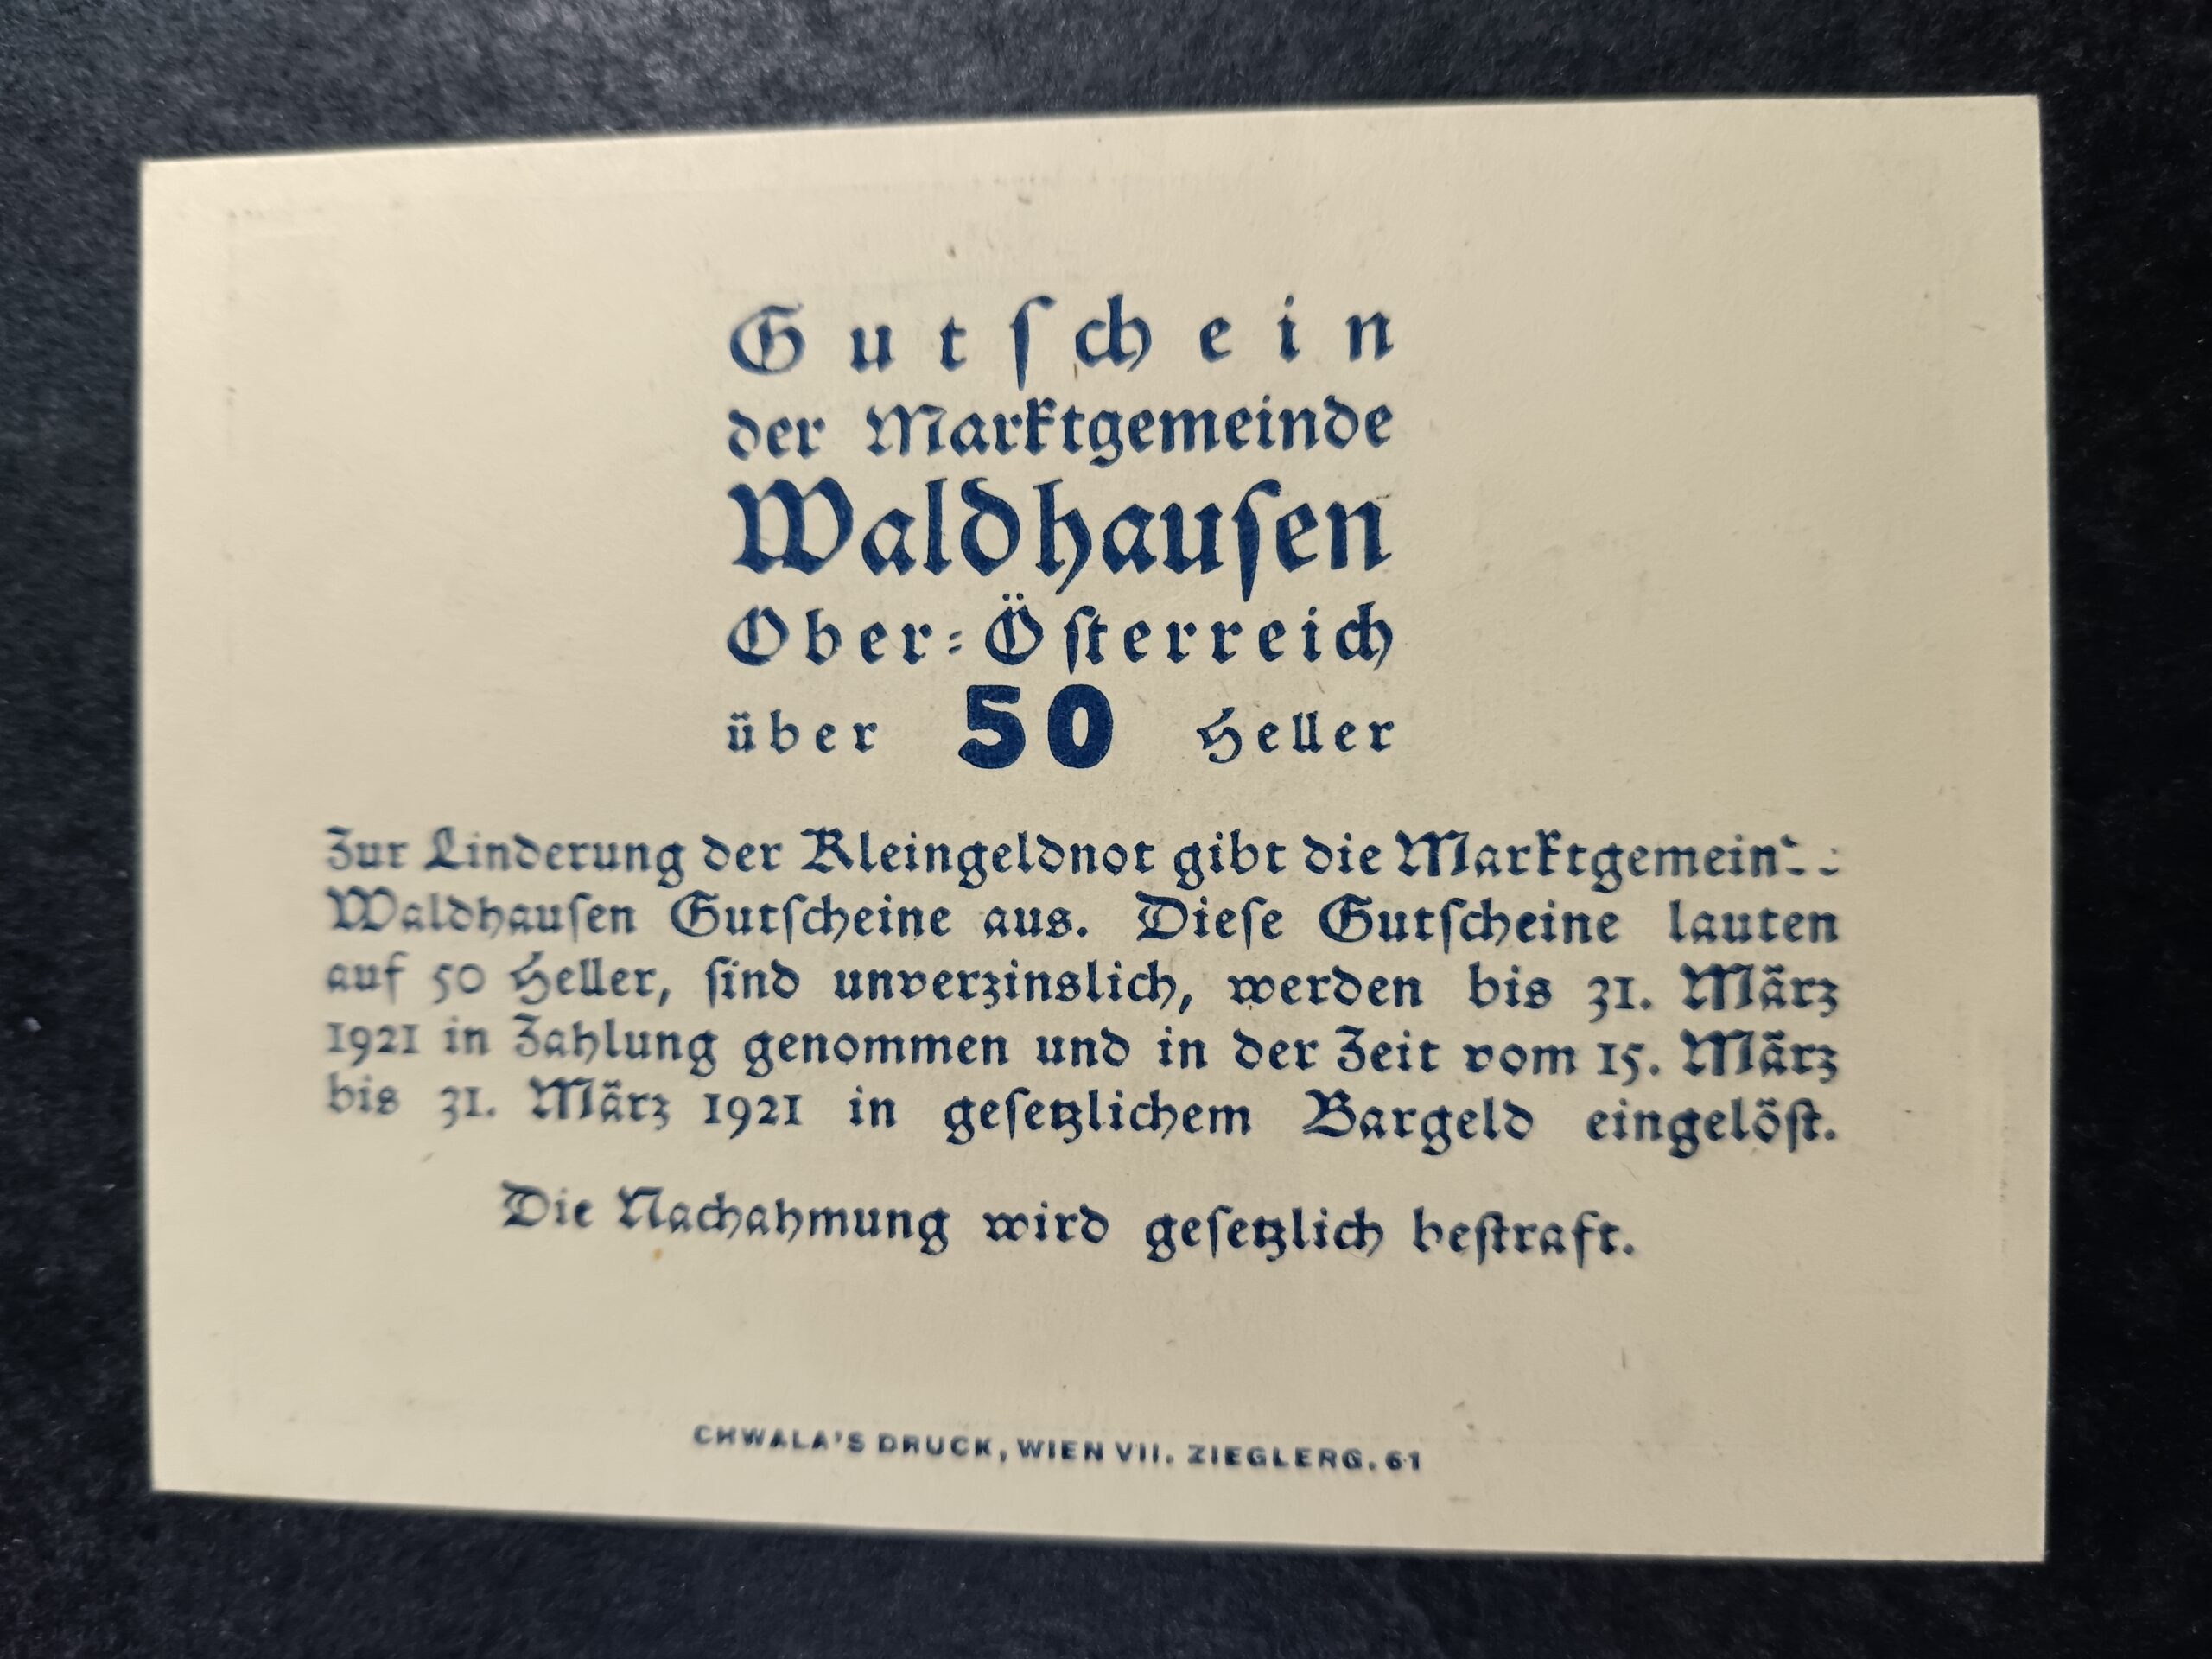 Gutschein
der Marktgemeinde
Waldhausen
Ober-Österreich
über 50 Heller
Zur Linderung der Kleingeldnot gibt die Marktgemeinde
Waldhausen Gutscheine aus. Diese Gutscheine lauten
auf 50 Heller, sind unverzinslich, werden bis 31. März
1921 in Zahlung genommen und in der Zeit vom 15. März
bis 31. März 1921 in gesetzlichem Bargeld eingelöst.
Die Nachahmung wird gesetzlich bestraft.
CHWALA'S DRUCK, WIEN VII. ZIEGLERG. 61